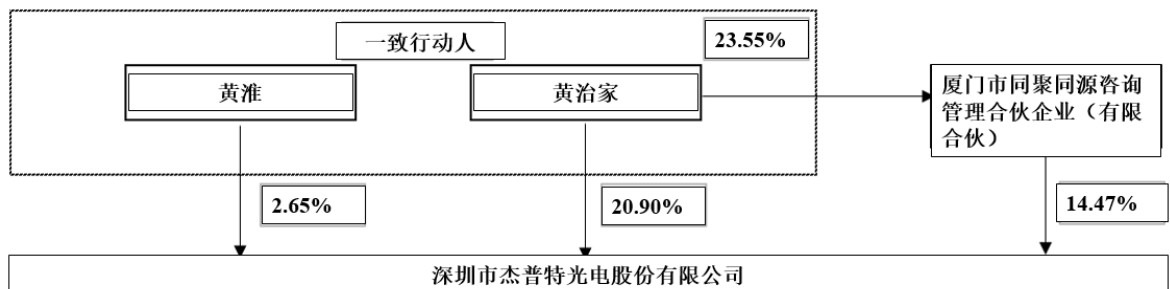 一致行动人
23.55%
黄淮
黄治家
厦门市同聚同源咨询
管理合伙企业（有限
合伙）
2.65%
20.90%
14.47%
深圳市杰普特光电股份有限公司